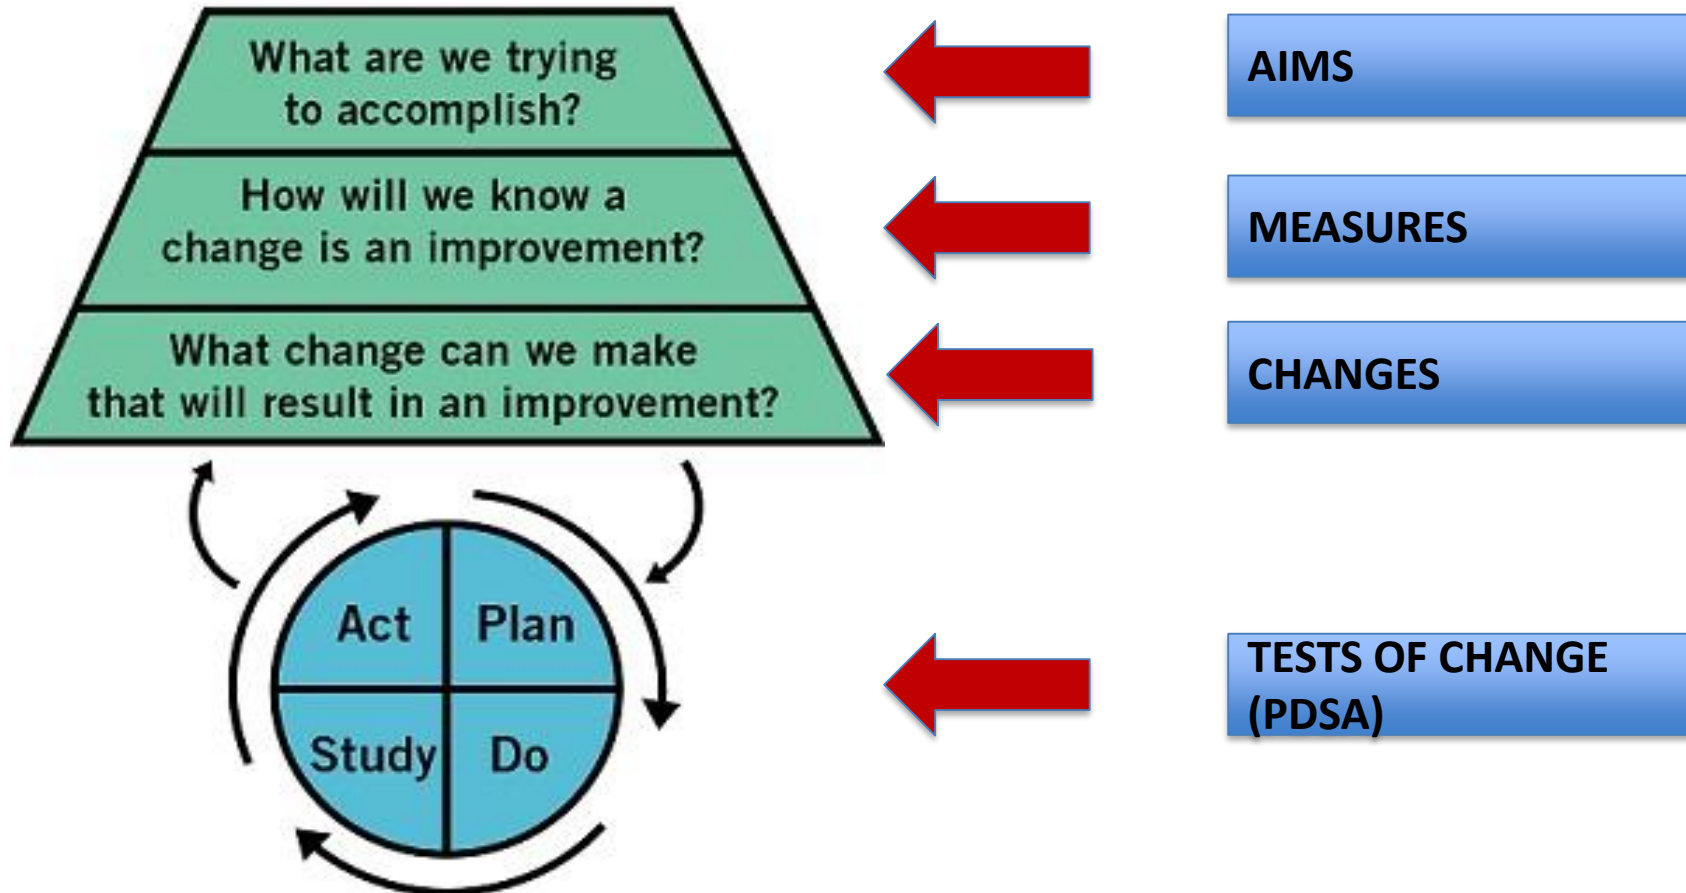 What are we trying
to accomplish?
AIMS
How will we know a
change is an improvement?
MEASURES
What change can we make
that will result in an improvement?
CHANGES
Act
Plan
Study
Do
TESTS OF CHANGE
(PDSA)